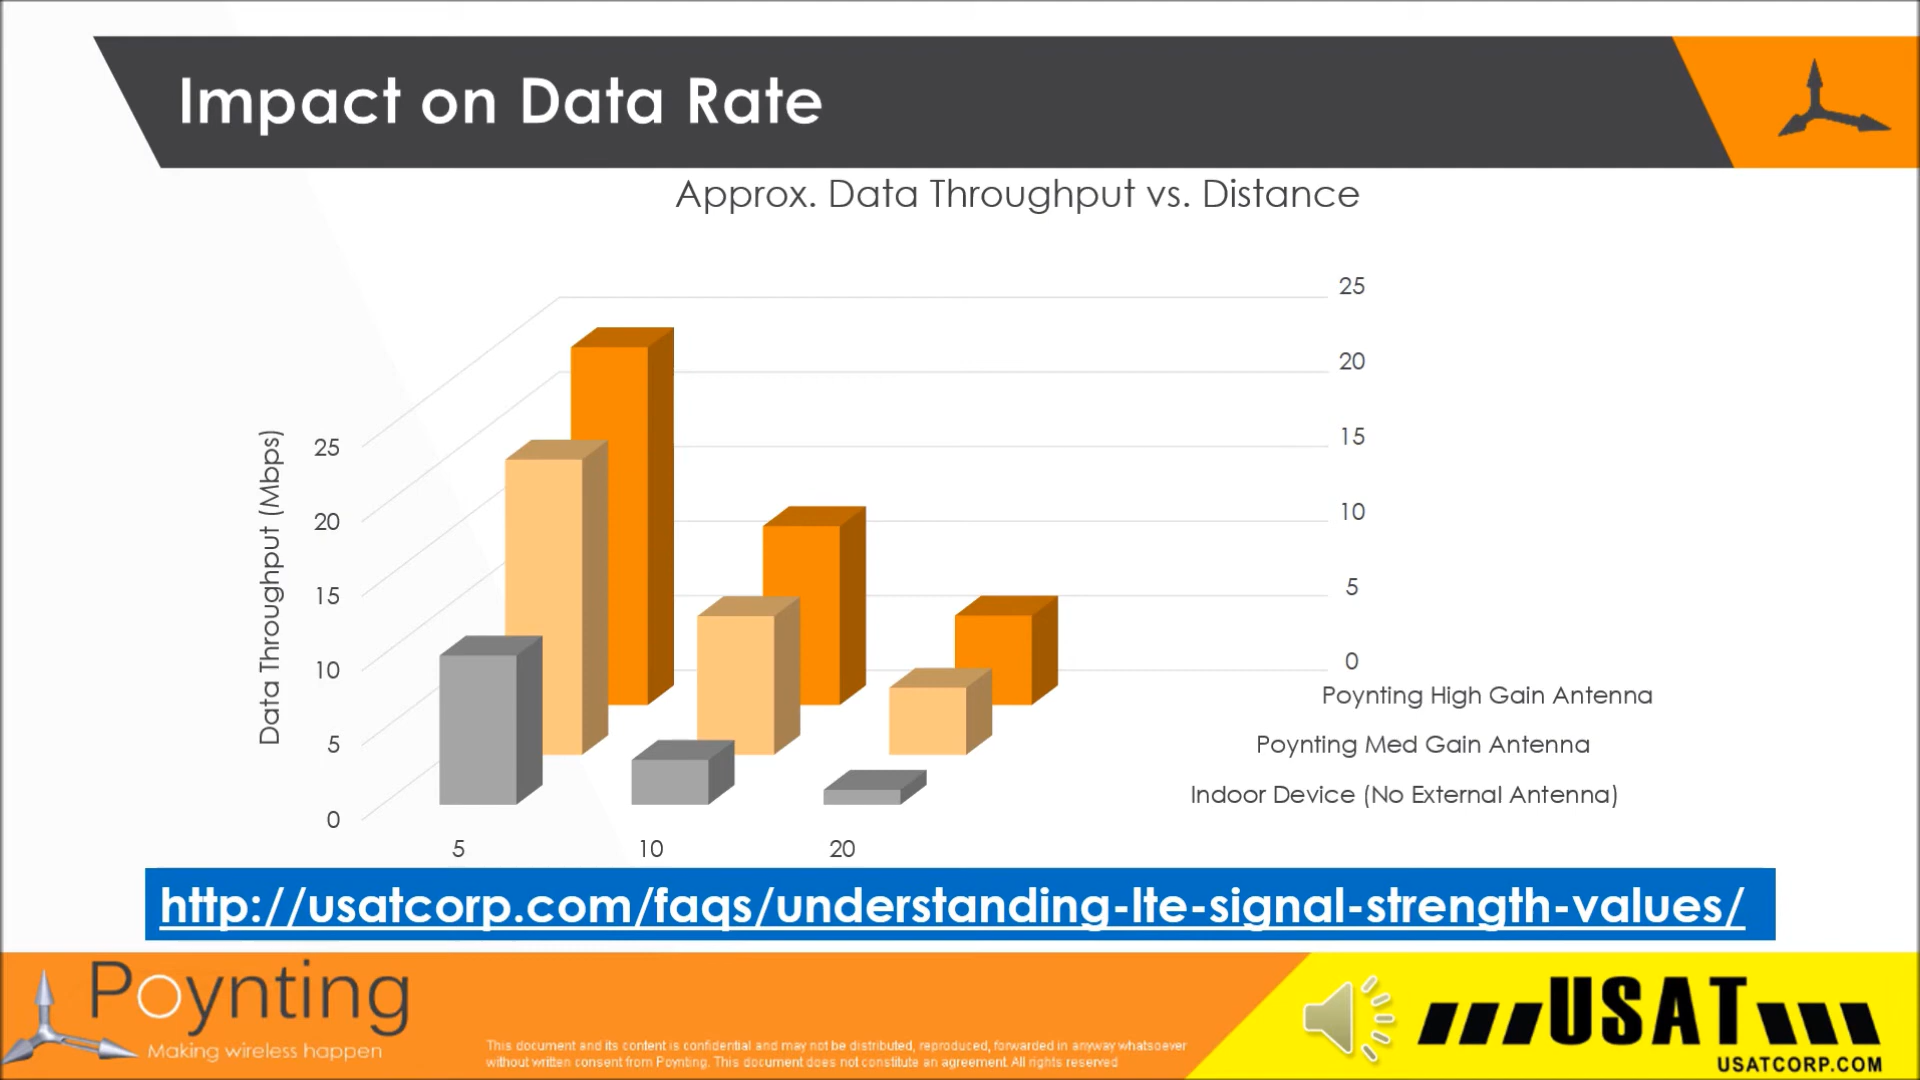 Impact on Data Rate
Approx. Data Throughput vs. Distance
Data Throughput (Mbps)
25
20
15
10
5
0
25
20
15
10
5
0
Poynting High Gain Antenna
Poynting Med Gain Antenna
Indoor Device (No External Antenna)
5 10 20
http://usatcorp.com/faqs/understanding-lte-signal-strength-values/
Poynting
Making wireless happen
This document and its content is confidential and may not be distributed, reproduced, forwarded in anyway whatsoever
without written consent from Poynting. This document does not constitute an agreement. All rights reserved
USAT
USATCORP.COM